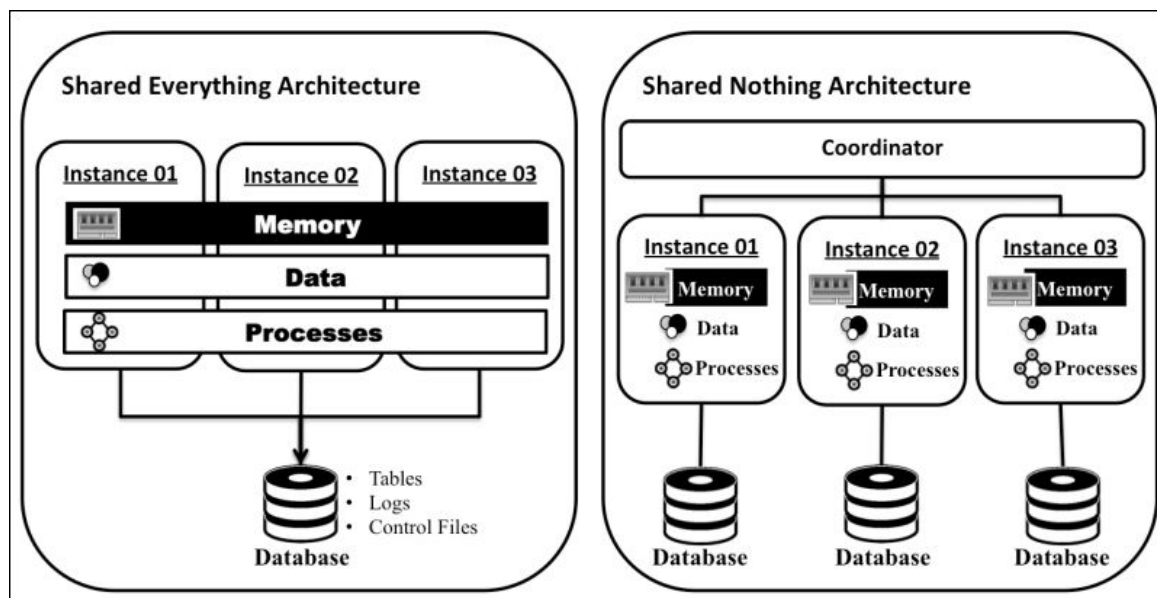 Shared Everything Architecture
Instance 01
Instance 02
Instance 03
Memory
Data
Processes
• Tables
• Logs
• Control Files
Database
Shared Nothing Architecture
Coordinator
Instance 01
Memory
Data
Processes
Database
Instance 02
Memory
Data
Processes
Database
Instance 03
Memory
Data
Processes
Database